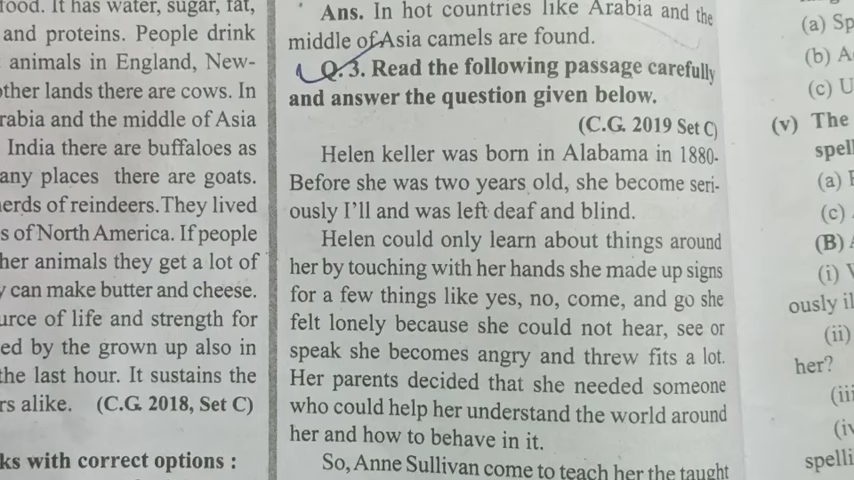 food. It has water, sugar, fat,
and proteins. People drink
animals in England, New-
other lands there are cows. In
rabia and the middle of Asia
India there are buffaloes as
any places there are goats.
herds of reindeers. They lived
s of North America. If people
her animals they get a lot of
y can make butter and cheese.
urce of life and strength for
ed by the grown up also in
the last hour. It sustains the
rs alike. (C.G. 2018, Set C)
ks with correct options :
Ans. In hot countries like Arabia and the
middle of Asia camels are found.
Q. 3. Read the following passage carefully
and answer the question given below.
(C.G. 2019 Set C)
Helen keller was born in Alabama in 1880.
Before she was two years old, she become seri-
ously I'll and was left deaf and blind.
Helen could only learn about things around
her by touching with her hands she made up signs
for a few things like yes, no, come, and go she
felt lonely because she could not hear, see or
speak she becomes angry and threw fits a lot.
Her parents decided that she needed someone
who could help her understand the world around
her and how to behave in it.
So, Anne Sullivan come to teach her the taught
(a) Sp
(b) A
(c) U
(v) The
spell
(a)
(c)
(B)
(i)
ously il
(ii)
her?
(iii
(iv
spelli